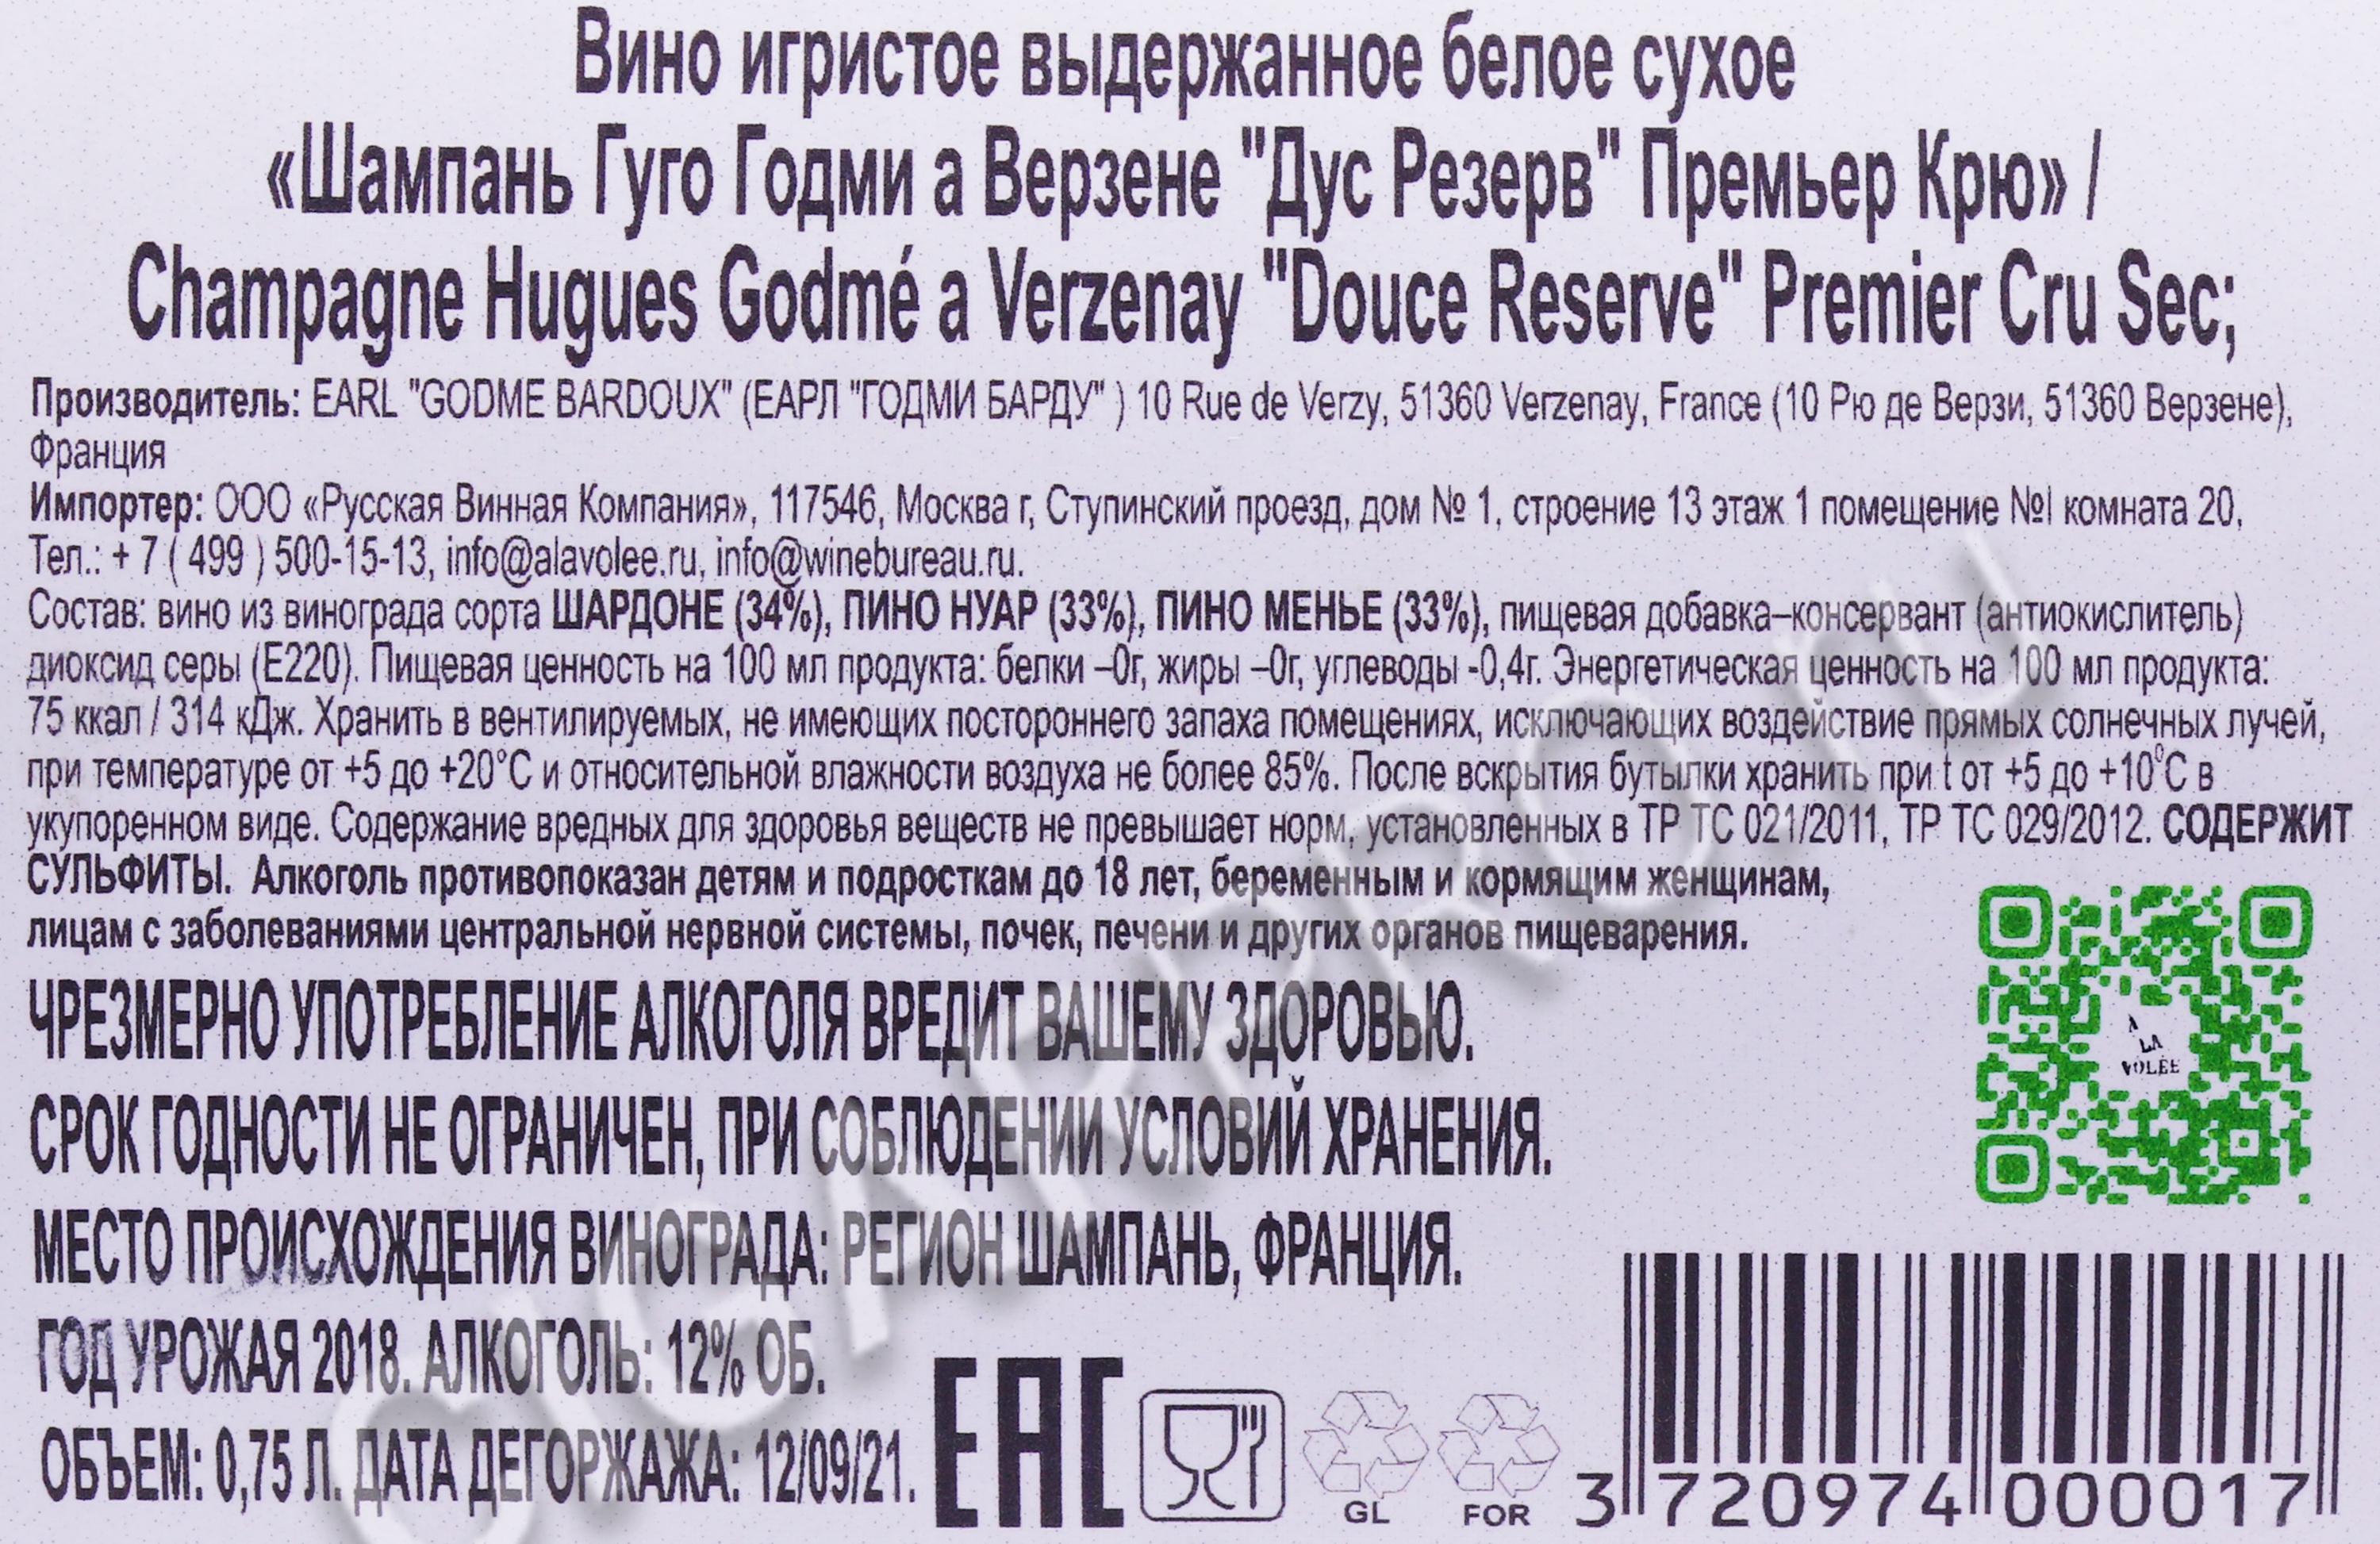 Вино игристое выдержанное белое сухое
«Шампань Гуго Годми а Верзене "Дус Резерв" Премьер Крю» /
Champagne Hugues Godmé a Verzenay "Douce Reserve" Premier Cru Sec;
Производитель: EARL "GODME BARDOUX" (ЕАРЛ "ГОДМИ БАРДУ" ) 10 Rue de Verzy, 51360 Verzenay, France (10 Рю де Верзи, 51360 Верзене),
Франция
Импортер: ООО «Русская Винная Компания», 117546, Москва г, Ступинский проезд, дом № 1, строение 13 этаж 1 помещение №I комната 20,
Тел.: + 7 ( 499 ) 500-15-13, info@alavolee.ru, info@winebureau.ru.
Состав: вино из винограда сорта ШАРДОНЕ (34%), ПИНО НУАР (33%), ПИНО МЕНЬЕ (33%), пищевая добавка–консервант (антиокислитель)
диоксид серы (Е220). Пищевая ценность на 100 мл продукта: белки –0г, жиры –0г, углеводы -0,4г. Энергетическая ценность на 100 мл продукта:
75 ккал / 314 кДж. Хранить в вентилируемых, не имеющих постороннего запаха помещениях, исключающих воздействие прямых солнечных лучей,
при температуре от +5 до +20°С и относительной влажности воздуха не более 85%. После вскрытия бутылки хранить при t от +5 до +10°С в
укупоренном виде. Содержание вредных для здоровья веществ не превышает норм, установленных в ТР ТС 021/2011, ТР ТС 029/2012. СОДЕРЖИТ
СУЛЬФИТЫ. Алкоголь противопоказан детям и подросткам до 18 лет, беременным и кормящим женщинам,
лицам с заболеваниями центральной нервной системы, почек, печени и других органов пищеварения.
ЧРЕЗМЕРНО УПОТРЕБЛЕНИЕ АЛКОГОЛЯ ВРЕДИТ ВАШЕМУ ЗДОРОВЬЮ.
СРОК ГОДНОСТИ НЕ ОГРАНИЧЕН, ПРИ СОБЛЮДЕНИИ УСЛОВИЙ ХРАНЕНИЯ.
МЕСТО ПРОИСХОЖДЕНИЯ ВИНОГРАДА: РЕГИОН ШАМПАНЬ, ФРАНЦИЯ.
ГОД УРОЖАЯ 2018. АЛКОГОЛЬ: 12% ОБ.
ОБЪЕМ: 0,75 Л. ДАТА ДЕГОРЖАЖА: 12/09/21.
A
LA
VOLÉE
EAC
GL
FOR
3 720974 000017
CIGARPRO.ru